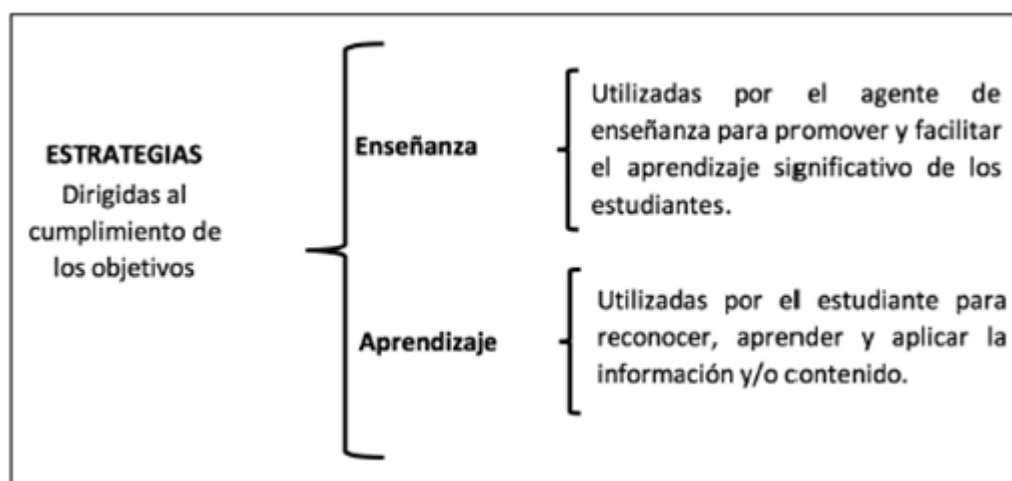 ESTRATEGIAS
Dirigidas al
cumplimiento de
los objetivos
Enseñanza
Utilizadas por el agente de
enseñanza para promover y facilitar
el aprendizaje significativo de los
estudiantes.
Aprendizaje
Utilizadas por el estudiante para
reconocer, aprender y aplicar la
información y/o contenido.